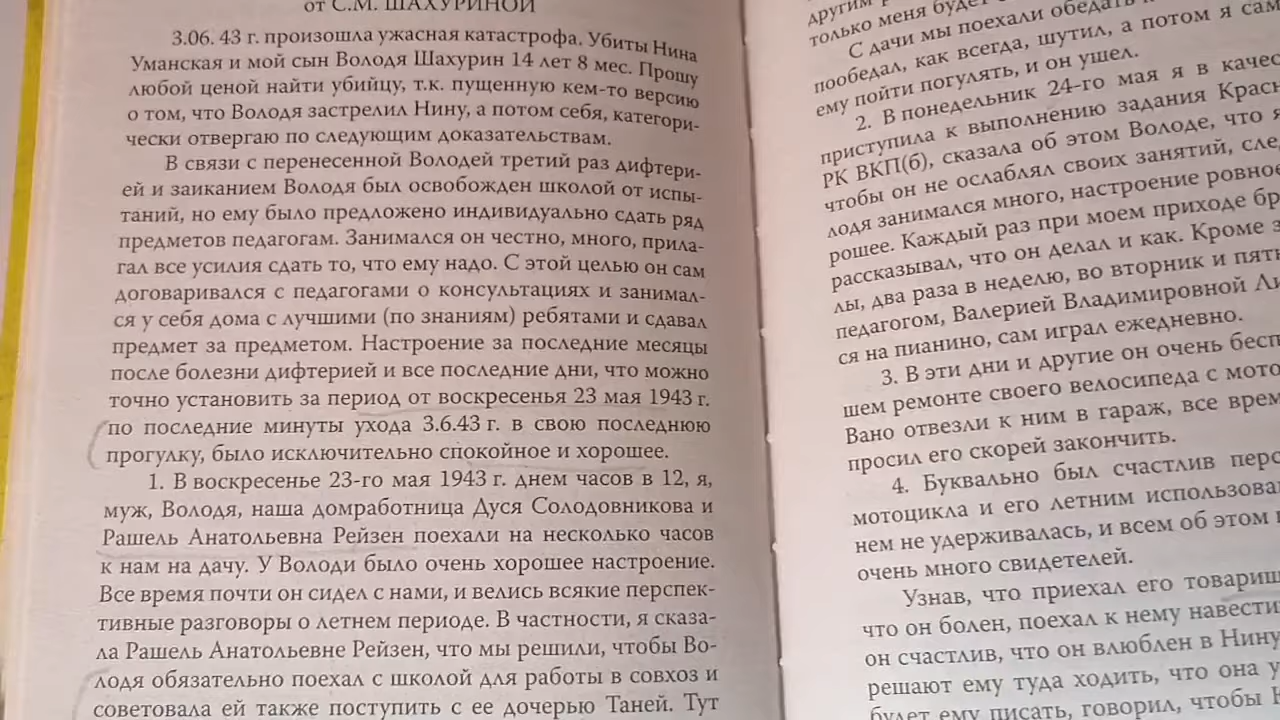 от С.М. ШАХУРИНОЙ
3.06. 43 г. произошла ужасная катастрофа. Убиты Нина
Уманская и мой сын Володя Шахурин 14 лет 8 мес. Прошу
любой ценой найти убийцу, т.к. пущенную кем-то версию
о том, что Володя застрелил Нину, а потом себя, категори-
чески отвергаю по следующим доказательствам.
В связи с перенесенной Володей третий раз дифтери-
ей и заиканием Володя был освобожден школой от испы-
таний, но ему было предложено индивидуально сдать ряд
предметов педагогам. Занимался он честно, много, прила-
гал все усилия сдать то, что ему надо. С этой целью он сам
договаривался с педагогами о консультациях и занимал-
ся у себя дома с лучшими (по знаниям) ребятами и сдавал
предмет за предметом. Настроение за последние месяцы
после болезни дифтерией и все последние дни, что можно
точно установить за период от воскресенья 23 мая 1943 г.
по последние минуты ухода 3.6.43 г. в свою последнюю
прогулку, было исключительно спокойное и хорошее.
1. В воскресенье 23-го мая 1943 г. днем часов в 12, я,
муж, Володя, наша домработница Дуся Солодовникова и
Рашель Анатольевна Рейзен поехали на несколько часов
к нам на дачу. У Володи было очень хорошее настроение.
Все время почти он сидел с нами, и велись всякие перспек-
тивные разговоры о летнем периоде. В частности, я сказа-
ла Рашель Анатольевне Рейзен, что мы решили, чтобы Во-
лодя обязательно поехал с школой для работы в совхоз и
советовала ей также поступить с ее дочерью Таней. Тут
другим
только меня будет
С дачи мы поехали обедать
пообедал, как всегда, шутил, а потом я сам
ему пойти погулять, и он ушел.
2. В понедельник 24-го мая я в качес
приступила к выполнению задания Красн
РК ВКП(б), сказала об этом Володе, что я
чтобы он не ослаблял своих занятий, след
лодя занимался много, настроение ровное
рошее. Каждый раз при моем приходе бр
рассказывал, что он делал и как. Кроме з
лы, два раза в неделю, во вторник и пятн
педагогом, Валерией Владимировной Ли
ся на пианино, сам играл ежедневно.
3. В эти дни и другие он очень бесп
шем ремонте своего велосипеда с мото
Вано отвезли к ним в гараж, все врем
просил его скорей закончить.
4. Буквально был счастлив перс
мотоцикла и его летним использова
нем не удерживалась, и всем об этом
очень много свидетелей.
Узнав, что приехал его товарищ
что он болен, поехал к нему навести
он счастлив, что он влюблен в Нину
решают ему туда ходить, что она у
будет ему писать, говорил, чтобы